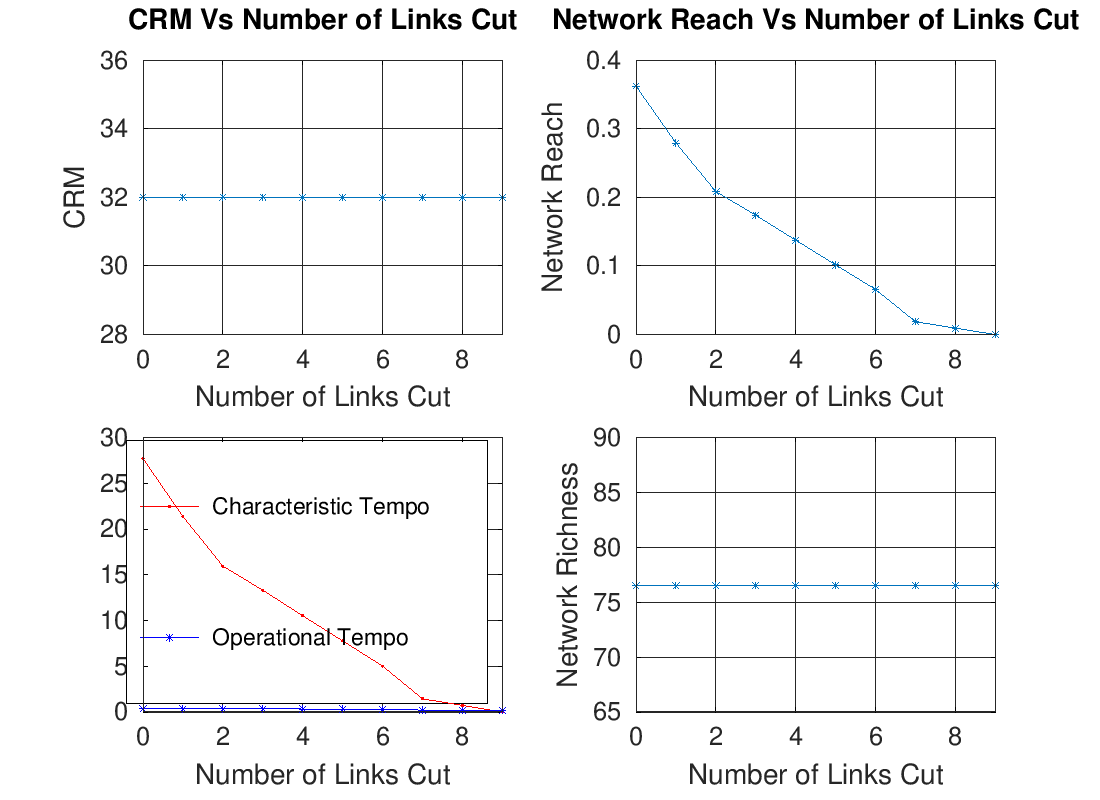 CRM Vs Number of Links Cut
36
34
32
30
28
CRM
0 2 4 6 8
Number of Links Cut
Network Reach Vs Number of Links Cut
0.4
0.3
0.2
0.1
0
Network Reach
0 2 4 6 8
Number of Links Cut
30
25
20
15
10
5
0
Characteristic Tempo
Operational Tempo
0 2 4 6 8
Number of Links Cut
90
85
80
75
70
65
Network Richness
0 2 4 6 8
Number of Links Cut